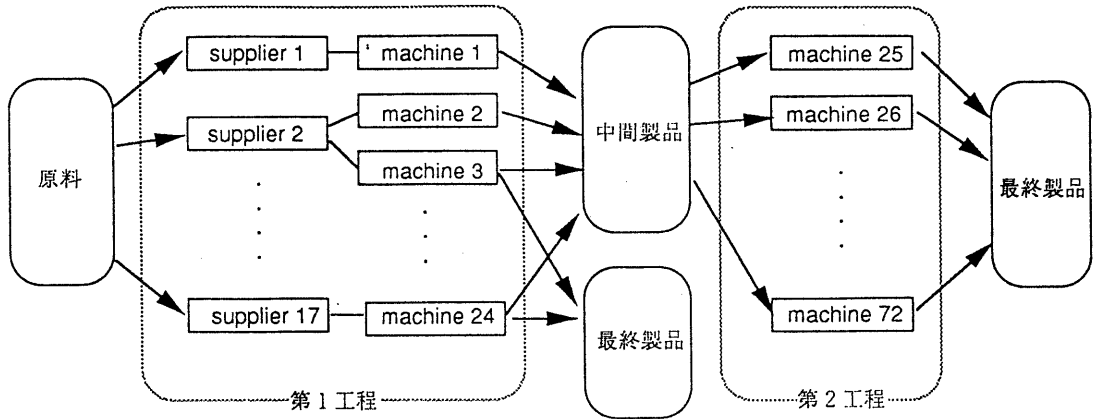 原料
supplier 1
machine 1
supplier 2
machine 2
machine 3
supplier 17
machine 24
第1工程
中間製品
最終製品
machine 25
machine 26
machine 72
第2工程
最終製品